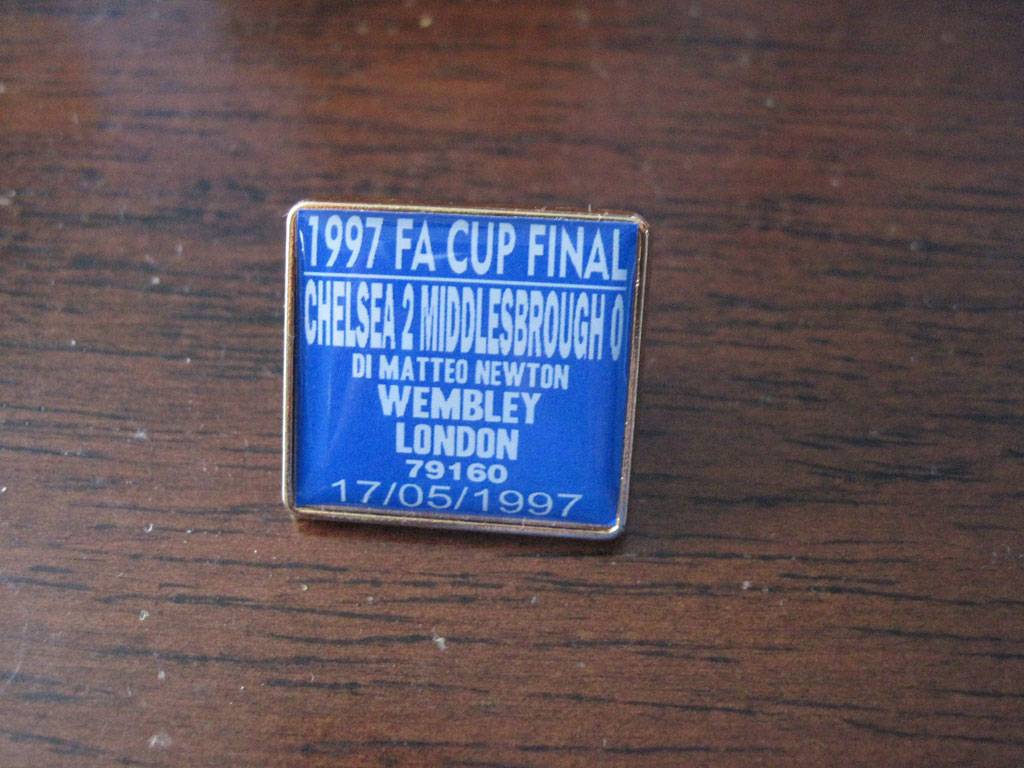 1997 FA CUP FINAL
CHELSEA 2 MIDDLESBROUGH 0
DI MATTEO NEWTON
WEMBLEY
LONDON
79160
17/05/1997